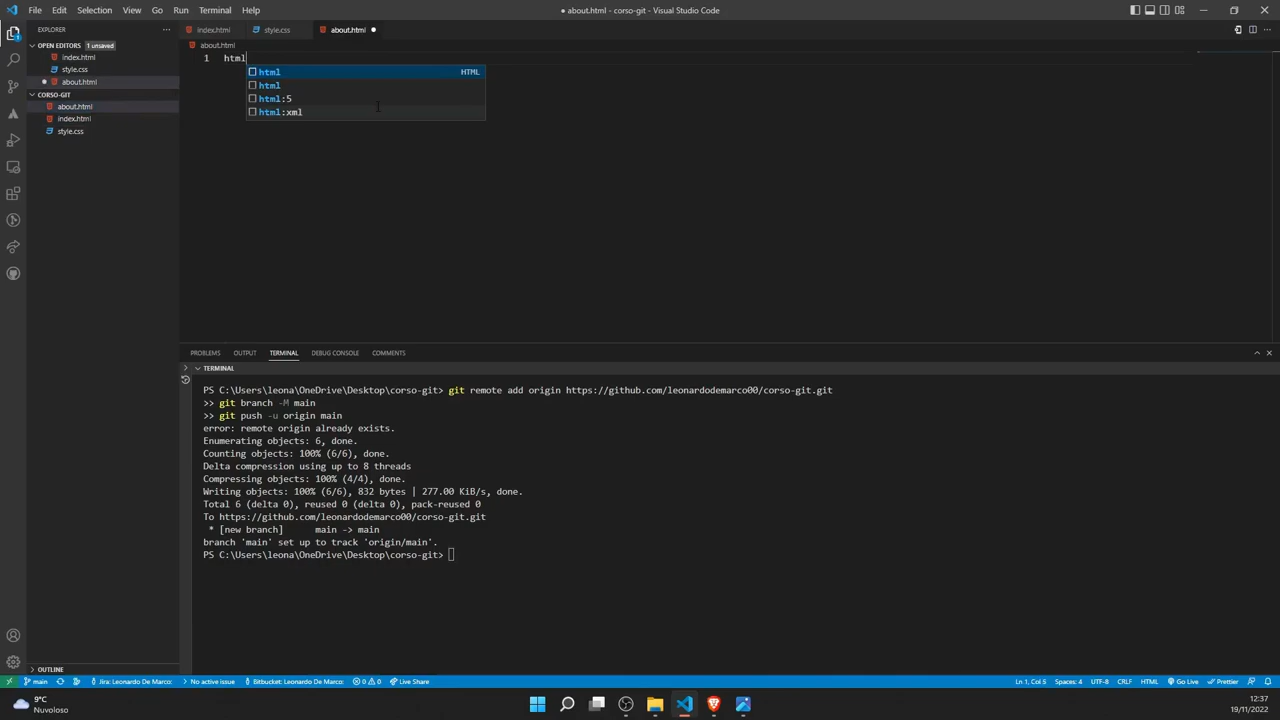 File Edit Selection View Go Run Terminal Help
● about.html - corso-git - Visual Studio Code
EXPLORER
OPEN EDITORS 1 unsaved
index.html
style.css
about.html
CORSO-GIT
about.html
index.html
style.css
OUTLINE
index.html style.css about.html
about.html
1 html
html HTML
html
html:5
html:xml
PROBLEMS OUTPUT TERMINAL DEBUG CONSOLE COMMENTS
TERMINAL
PS C:\Users\leona\OneDrive\Desktop\corso-git> git remote add origin https://github.com/leonardodemarco00/corso-git.git
>> git branch -M main
>> git push -u origin main
error: remote origin already exists.
Enumerating objects: 6, done.
Counting objects: 100% (6/6), done.
Delta compression using up to 8 threads
Compressing objects: 100% (4/4), done.
Writing objects: 100% (6/6), 832 bytes | 277.00 KiB/s, done.
Total 6 (delta 0), reused 0 (delta 0), pack-reused 0
To https://github.com/leonardodemarco00/corso-git.git
* [new branch] main -> main
branch 'main' set up to track 'origin/main'.
PS C:\Users\leona\OneDrive\Desktop\corso-git>
main Jira: Leonardo De Marco: No active issue Bitbucket: Leonardo De Marco: 0 0 Live Share Ln 1, Col 5 Spaces: 4 UTF-8 CRLF HTML Go Live Prettier
9°C
Nuvoloso
12:37
19/11/2022